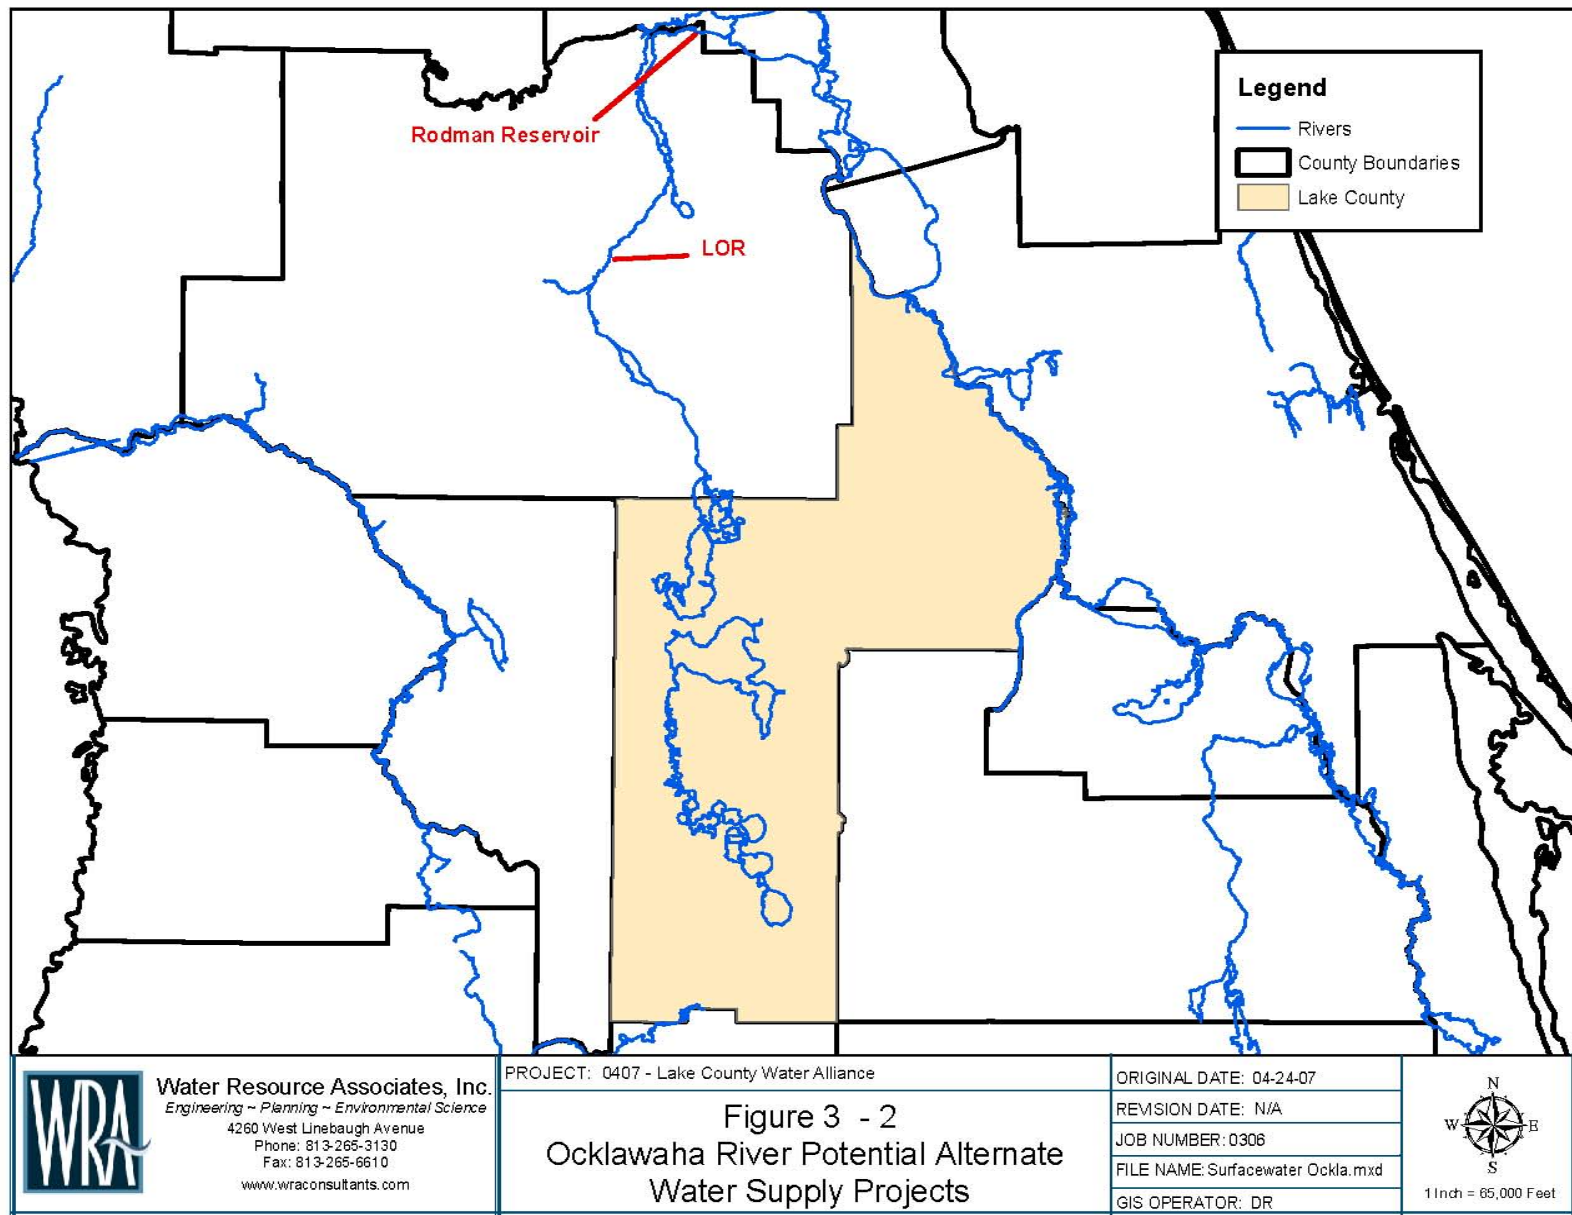 Rodman Reservoir
LOR
Legend
Rivers
County Boundaries
Lake County
WRA
Water Resource Associates, Inc.
Engineering ~ Planning ~ Environmental Science
4260 West Linebaugh Avenue
Phone: 813-265-3130
Fax: 813-265-6610
www.wraconsultants.com
PROJECT: 0407 - Lake County Water Alliance
Figure 3 - 2
Ocklawaha River Potential Alternate
Water Supply Projects
ORIGINAL DATE: 04-24-07
REVISION DATE: N/A
JOB NUMBER: 0306
FILE NAME: Surfacewater Ockla.mxd
GIS OPERATOR: DR
N
W E
S
1 Inch = 65,000 Feet